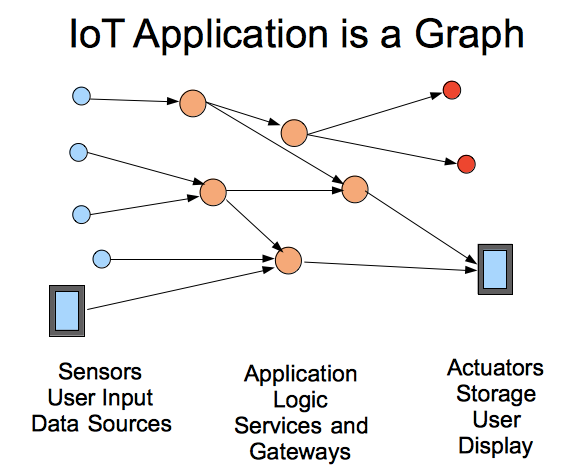 IoT Application is a Graph
Sensors
User Input
Data Sources
Application
Logic
Services and
Gateways
Actuators
Storage
User
Display